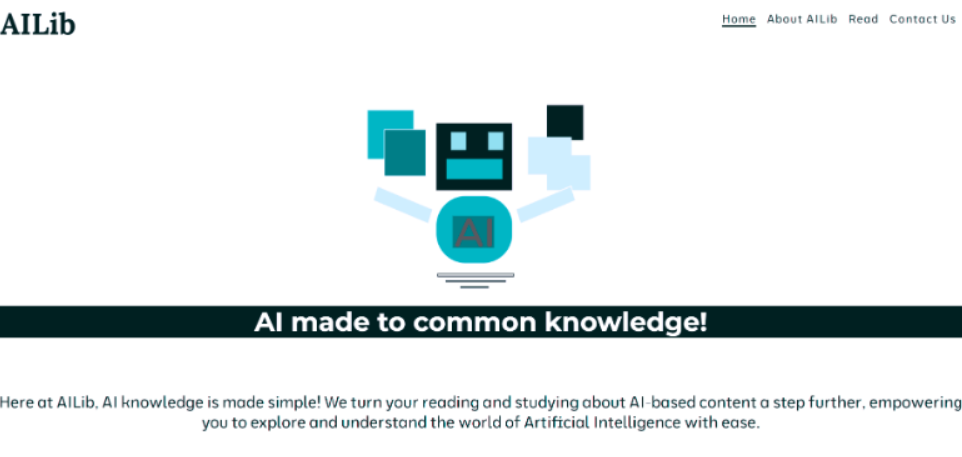 AILib
Home About AILib Read Contact Us
AI
AI made to common knowledge!
Here at AILib, AI knowledge is made simple! We turn your reading and studying about AI-based content a step further, empowering
you to explore and understand the world of Artificial Intelligence with ease.